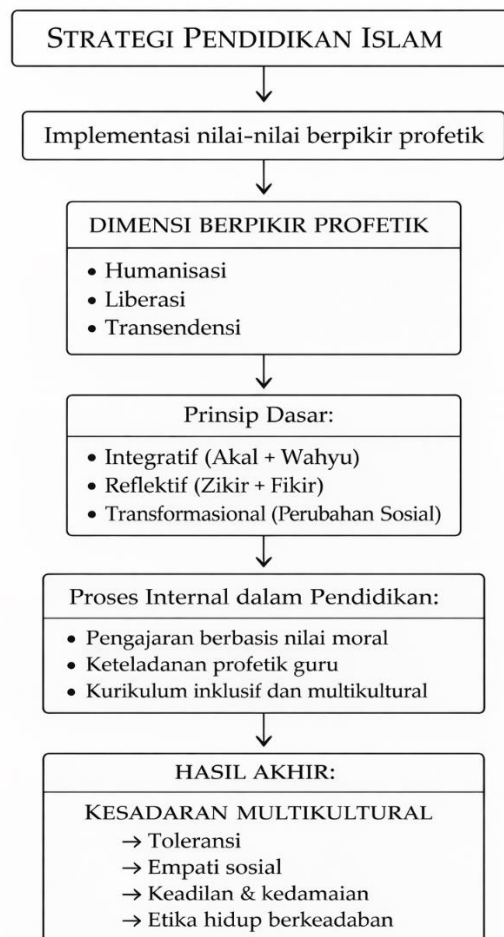 STRATEGI PENDIDIKAN ISLAM
Implementasi nilai-nilai berpikir profetik
DIMENSI BERPIKIR PROFETIK
• Humanisasi
• Liberasi
• Transendensi
Prinsip Dasar:
• Integratif (Akal + Wahyu)
• Reflektif (Zikir + Fikir)
• Transformasional (Perubahan Sosial)
Proses Internal dalam Pendidikan:
• Pengajaran berbasis nilai moral
• Keteladanan profetik guru
• Kurikulum inklusif dan multikultural
HASIL AKHIR:
KESADARAN MULTIKULTURAL
→ Toleransi
→ Empati sosial
→ Keadilan & kedamaian
→ Etika hidup berkeadaban